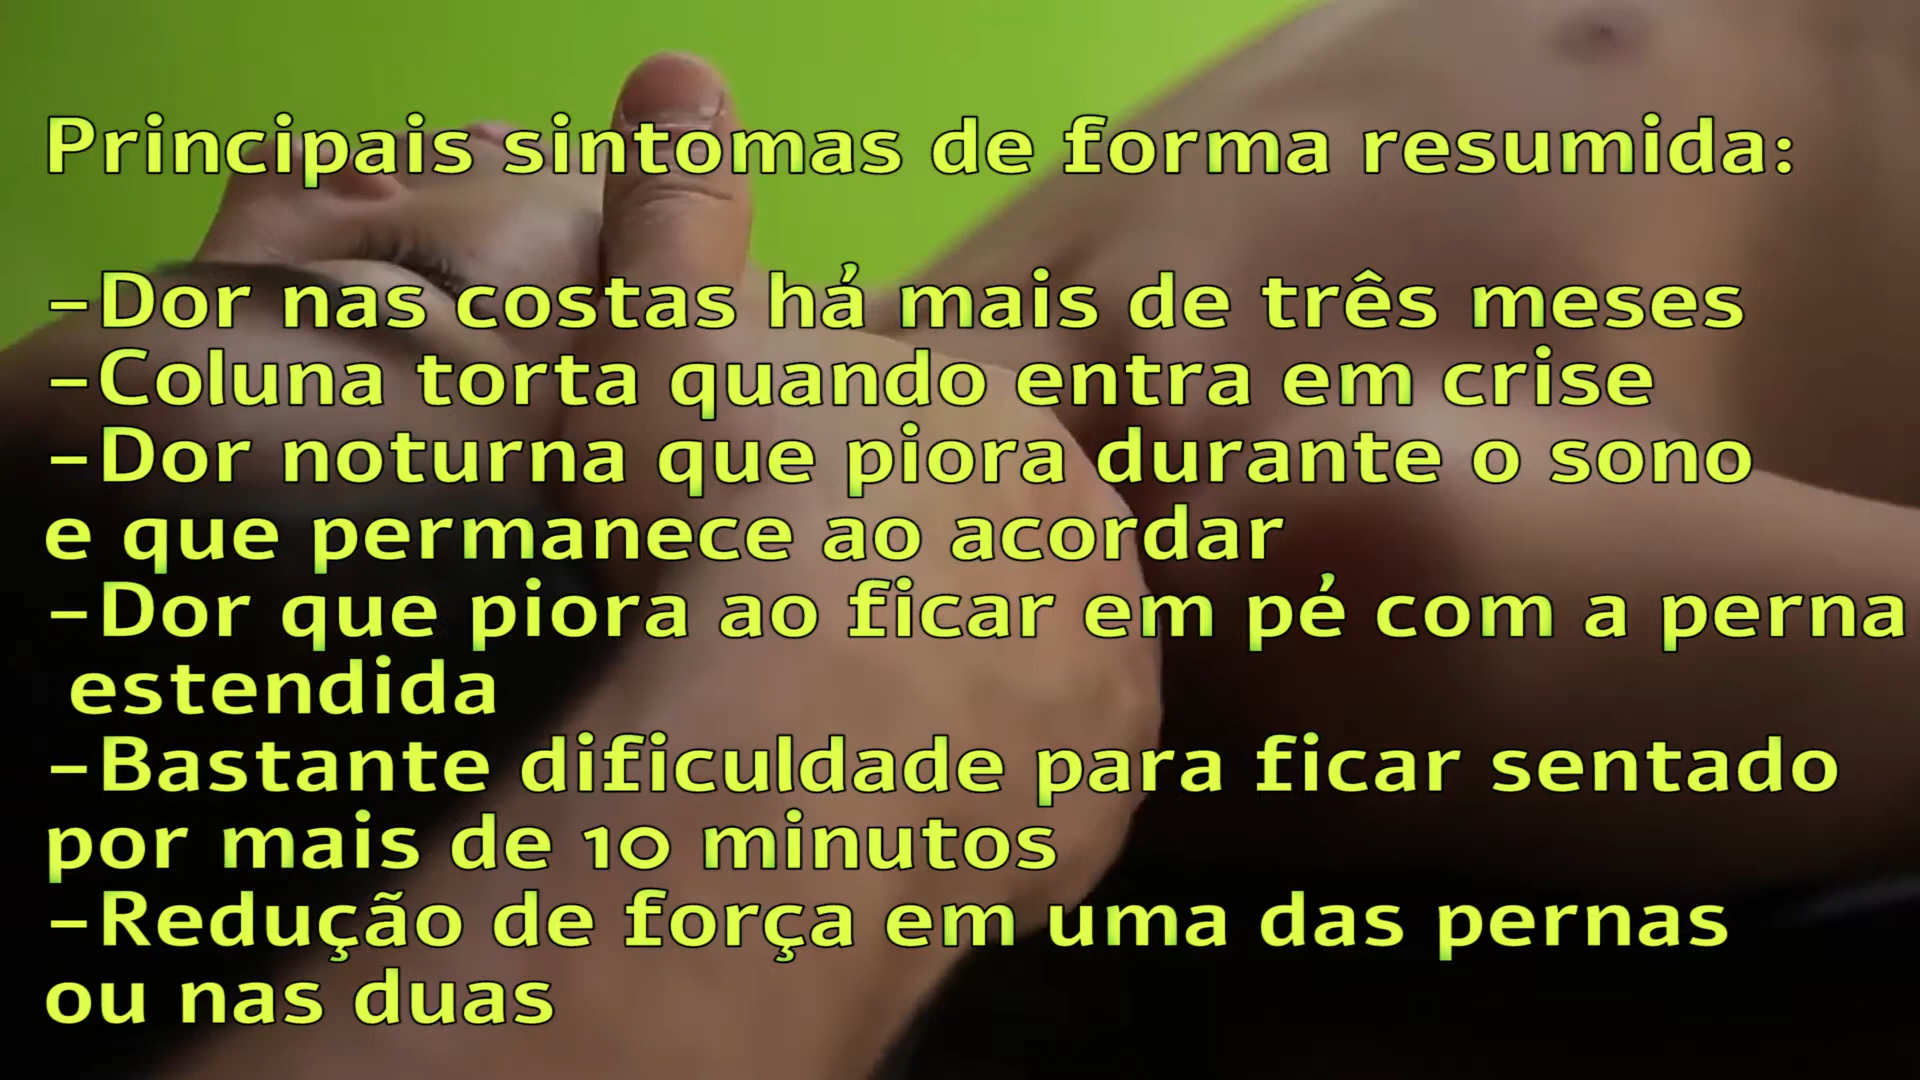 Principais sintomas de forma resumida:
-Dor nas costas há mais de três meses
-Coluna torta quando entra em crise
-Dor noturna que piora durante o sono
e que permanece ao acordar
-Dor que piora ao ficar em pé com a perna
estendida
-Bastante dificuldade para ficar sentado
por mais de 10 minutos
-Redução de força em uma das pernas
ou nas duas